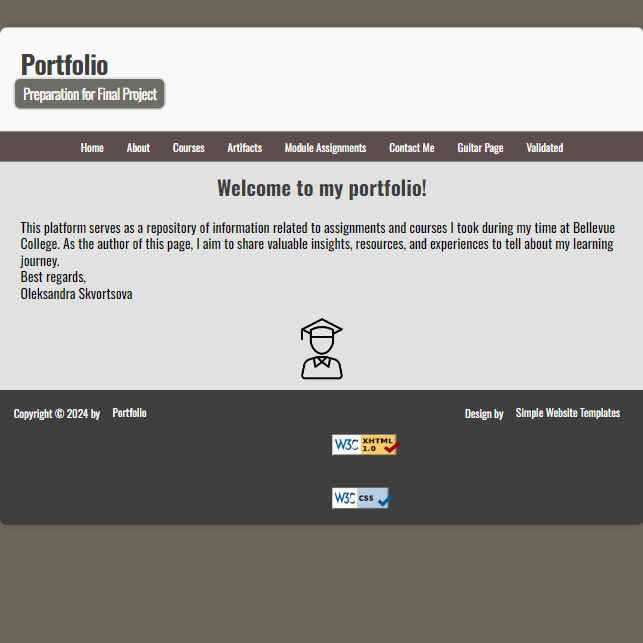 Portfolio
Preparation for Final Project
Home About Courses Artifacts Module Assignments Contact Me Guitar Page Validated
Welcome to my portfolio!
This platform serves as a repository of information related to assignments and courses I took during my time at Bellevue
College. As the author of this page, I aim to share valuable insights, resources, and experiences to tell about my learning
journey.
Best regards,
Oleksandra Skvortsova
Copyright © 2024 by Portfolio Design by Simple Website Templates
W3C XHTML 1.0
W3C css